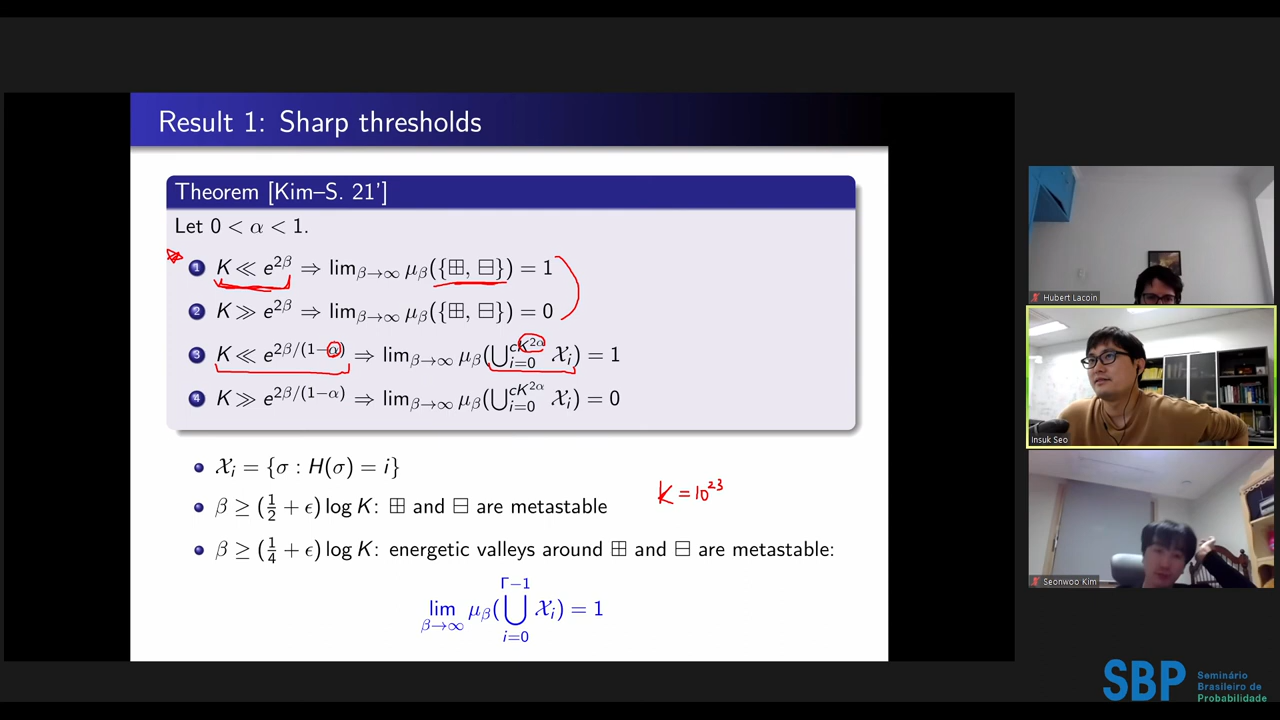 Result 1: Sharp thresholds
Theorem [Kim–S. 21']
Let 0 < α < 1.
1 K ≪ e^{2β} ⇒ lim_{β→∞} μ_β({⊞, ⊟}) = 1
2 K ≫ e^{2β} ⇒ lim_{β→∞} μ_β({⊞, ⊟}) = 0
3 K ≪ e^{2β/(1−α)} ⇒ lim_{β→∞} μ_β(⋃_{i=0}^{cK^{2α}} 𝒳_i) = 1
4 K ≫ e^{2β/(1−α)} ⇒ lim_{β→∞} μ_β(⋃_{i=0}^{cK^{2α}} 𝒳_i) = 0
• 𝒳_i = {σ : H(σ) = i}
• β ≥ (1/2 + ϵ) log K: ⊞ and ⊟ are metastable
K = 10^{23}
• β ≥ (1/4 + ϵ) log K: energetic valleys around ⊞ and ⊟ are metastable:
lim_{β→∞} μ_β(⋃_{i=0}^{Γ−1} 𝒳_i) = 1
Hubert Lacoin
Insuk Seo
Seonwoo Kim
SBP Seminário
Brasileiro de
Probabilidade